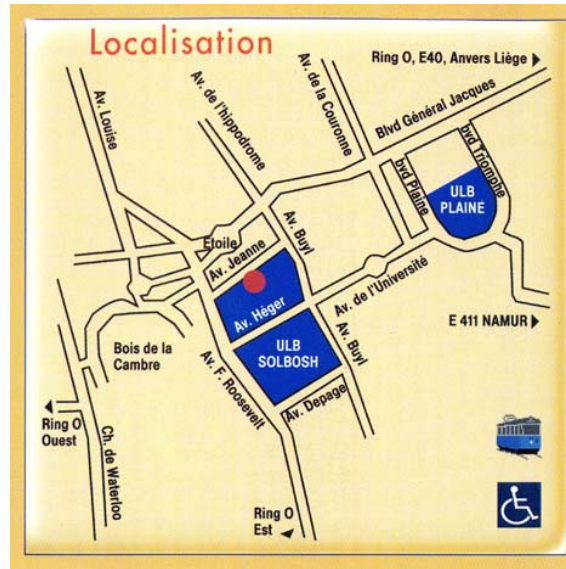 Localisation
Ring O, E40, Anvers Liège
Av. Louise
Av. de l'hippodrome
Av. de la Couronne
Blvd Général Jacques
bvd Plaine
bvd Triomphe
ULB
PLAINE
Etoile
Av. Jeanne
Av. Buyl
Av. Héger
Av. de l'Université
E 411 NAMUR
Bois de la
Cambre
ULB
SOLBOSH
Av. Buyl
Av. F. Roosevelt
Av. Depage
Ring O
Ouest
Ch. de Waterloo
Ring O
Est